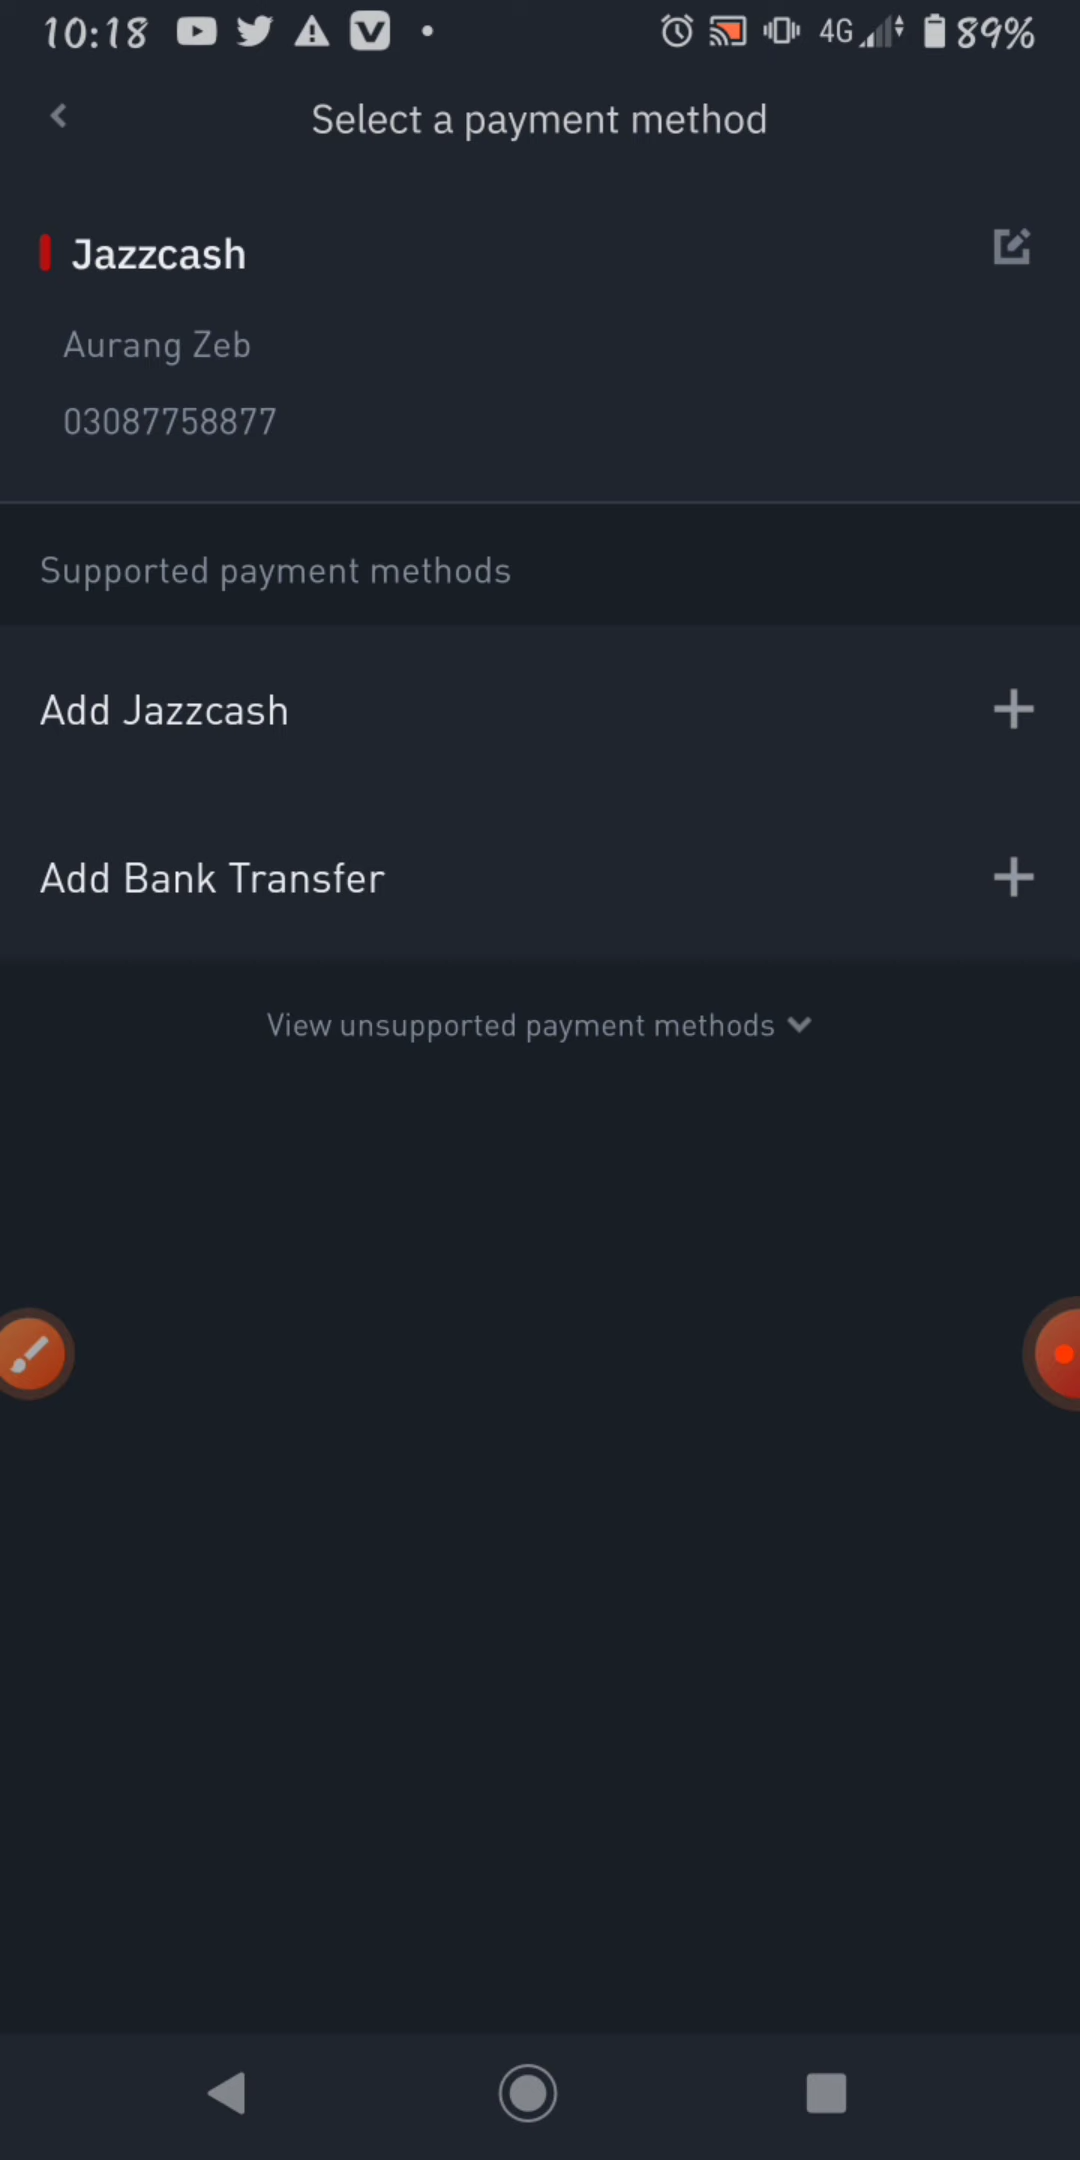 10:18 4G 89%
Select a payment method
Jazzcash
Aurang Zeb
03087758877
Supported payment methods
Add Jazzcash
Add Bank Transfer
View unsupported payment methods